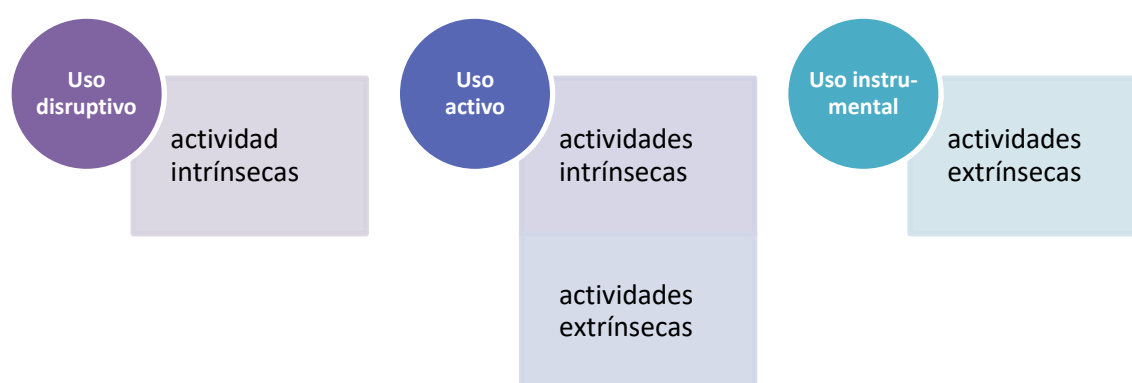 Uso
disruptivo
actividad
intrínsecas
Uso
activo
actividades
intrínsecas
actividades
extrínsecas
Uso instru-
mental
actividades
extrínsecas